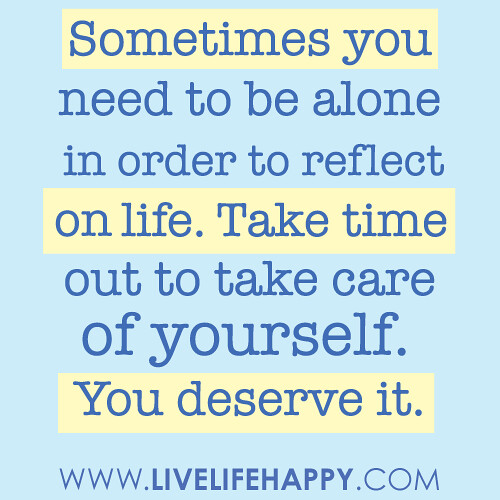 Sometimes you
need to be alone
in order to reflect
on life. Take time
out to take care
of yourself.
You deserve it.
WWW.LIVELIFEHAPPY.COM